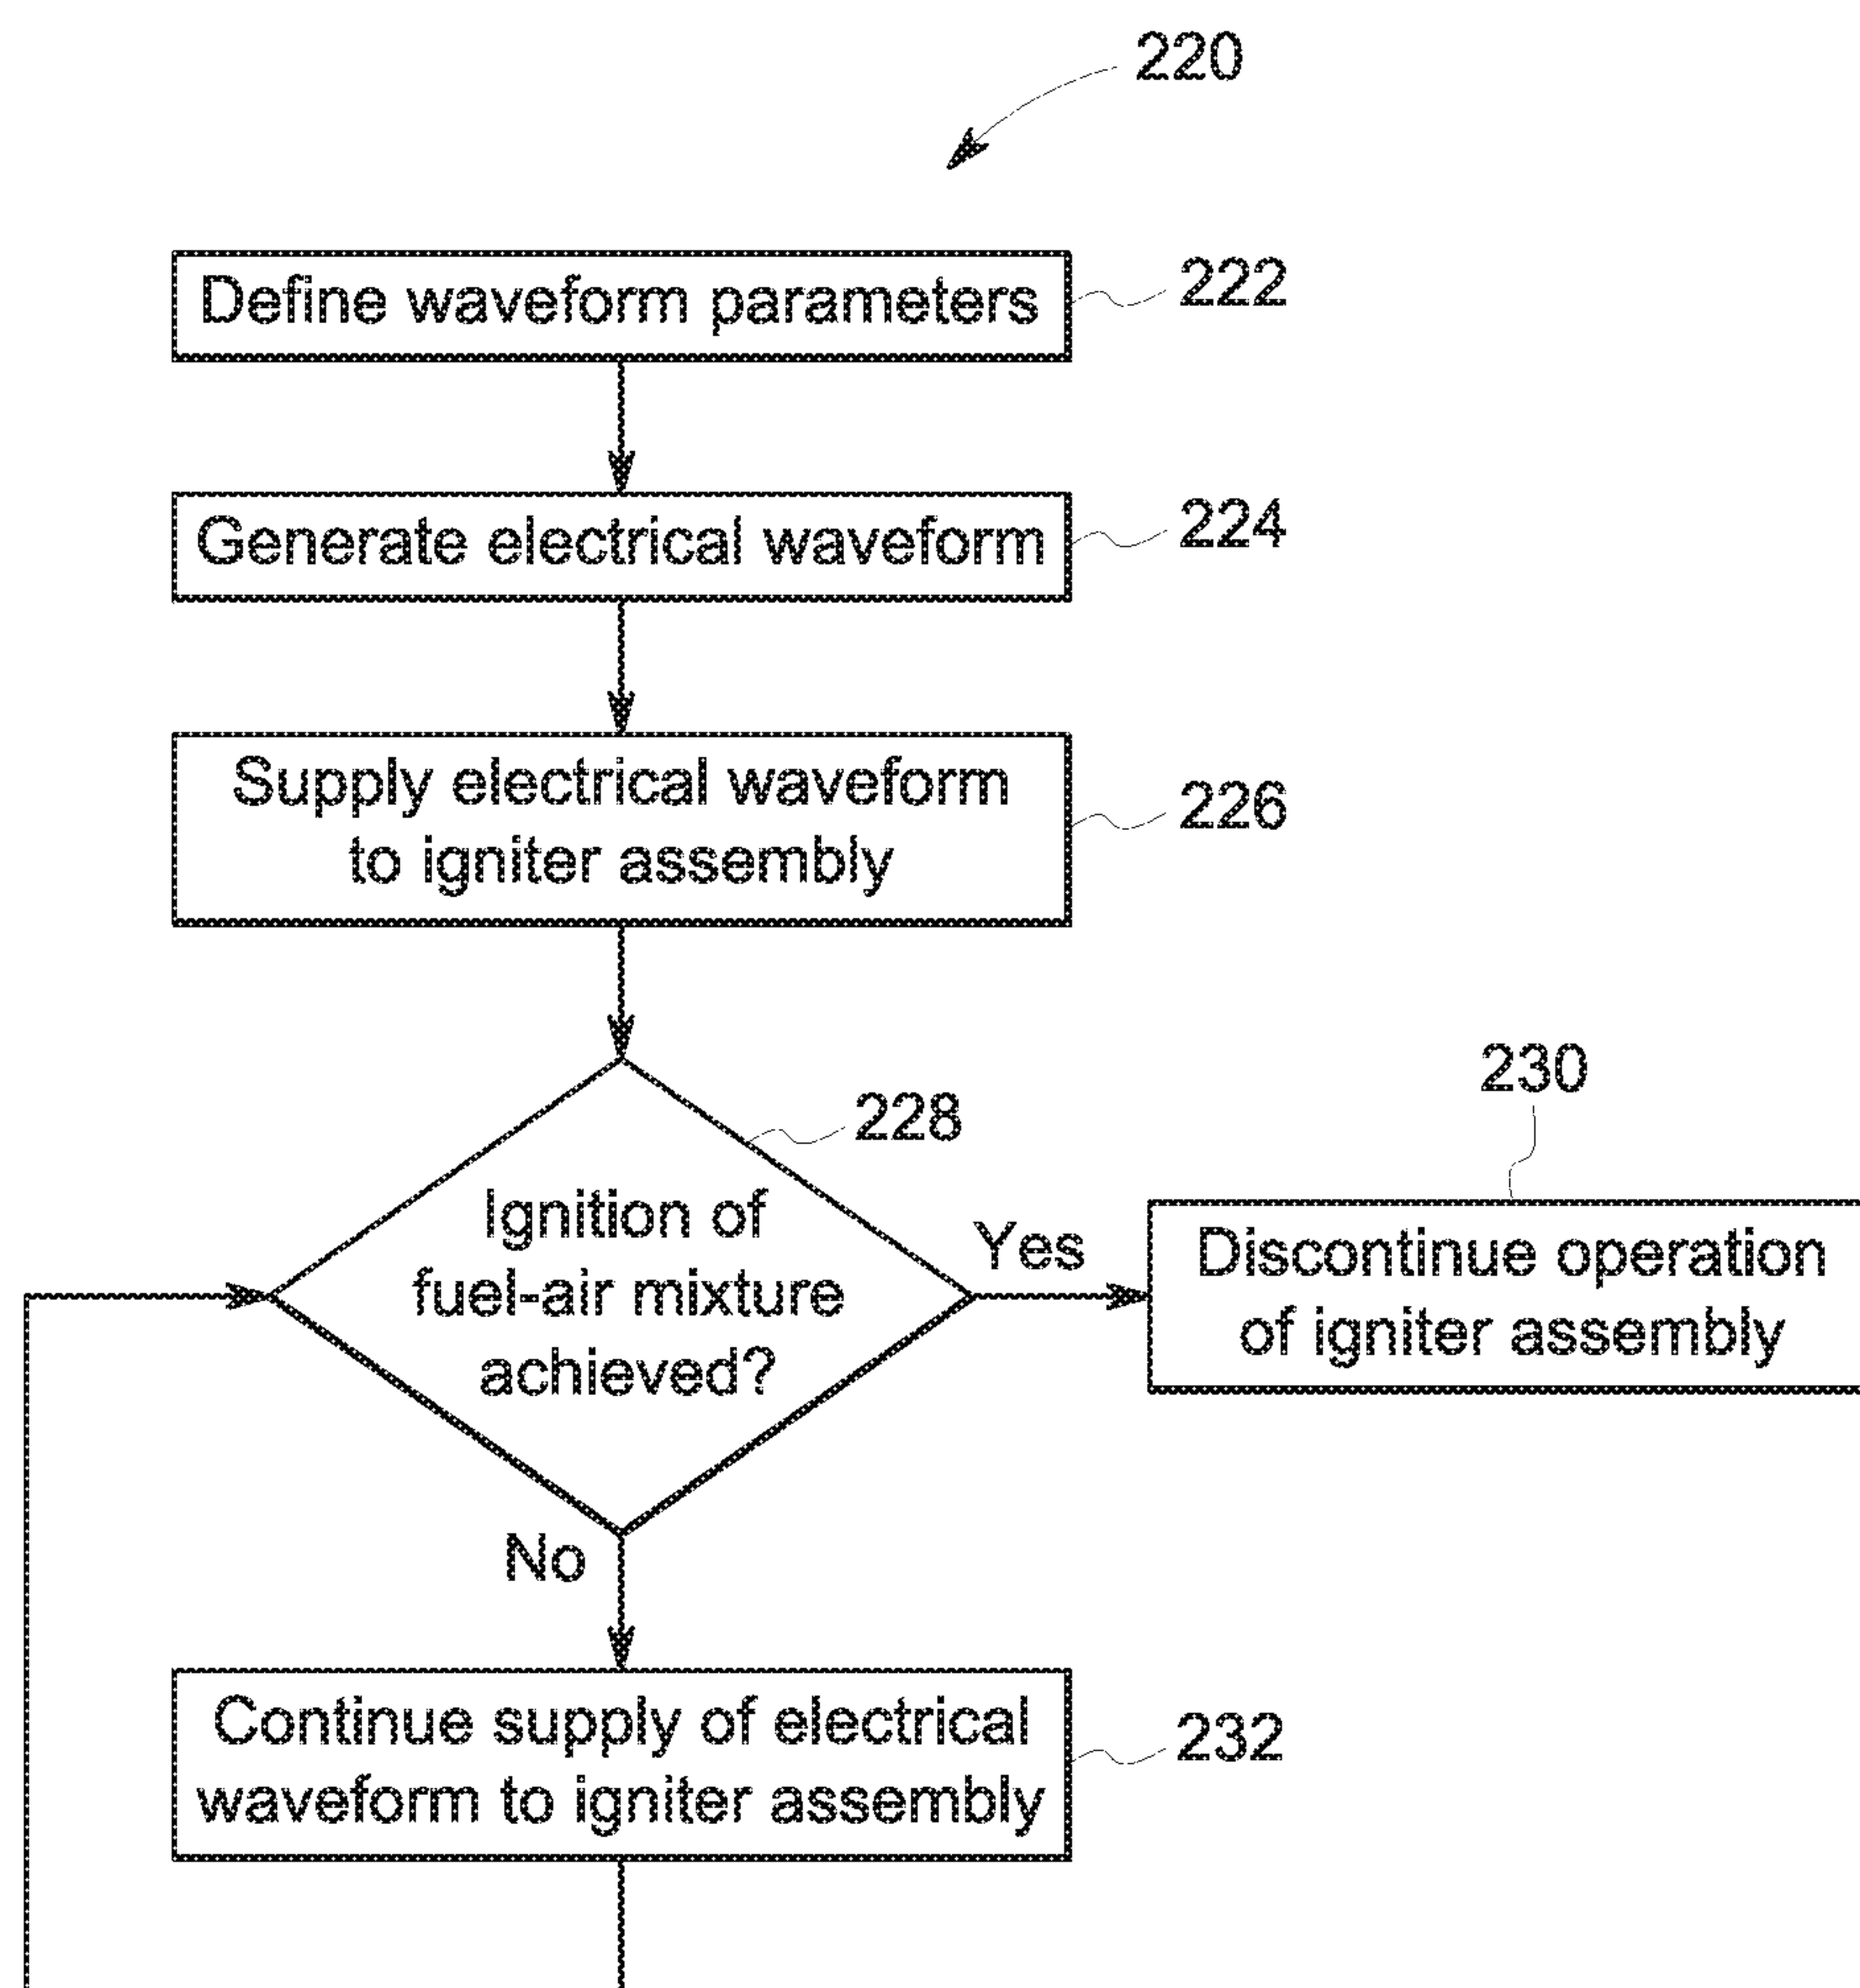 220
Define waveform parameters
222
Generate electrical waveform
224
Supply electrical waveform
to igniter assembly
226
228
Ignition of
fuel-air mixture
achieved?
Yes
230
Discontinue operation
of igniter assembly
No
Continue supply of electrical
waveform to igniter assembly
232